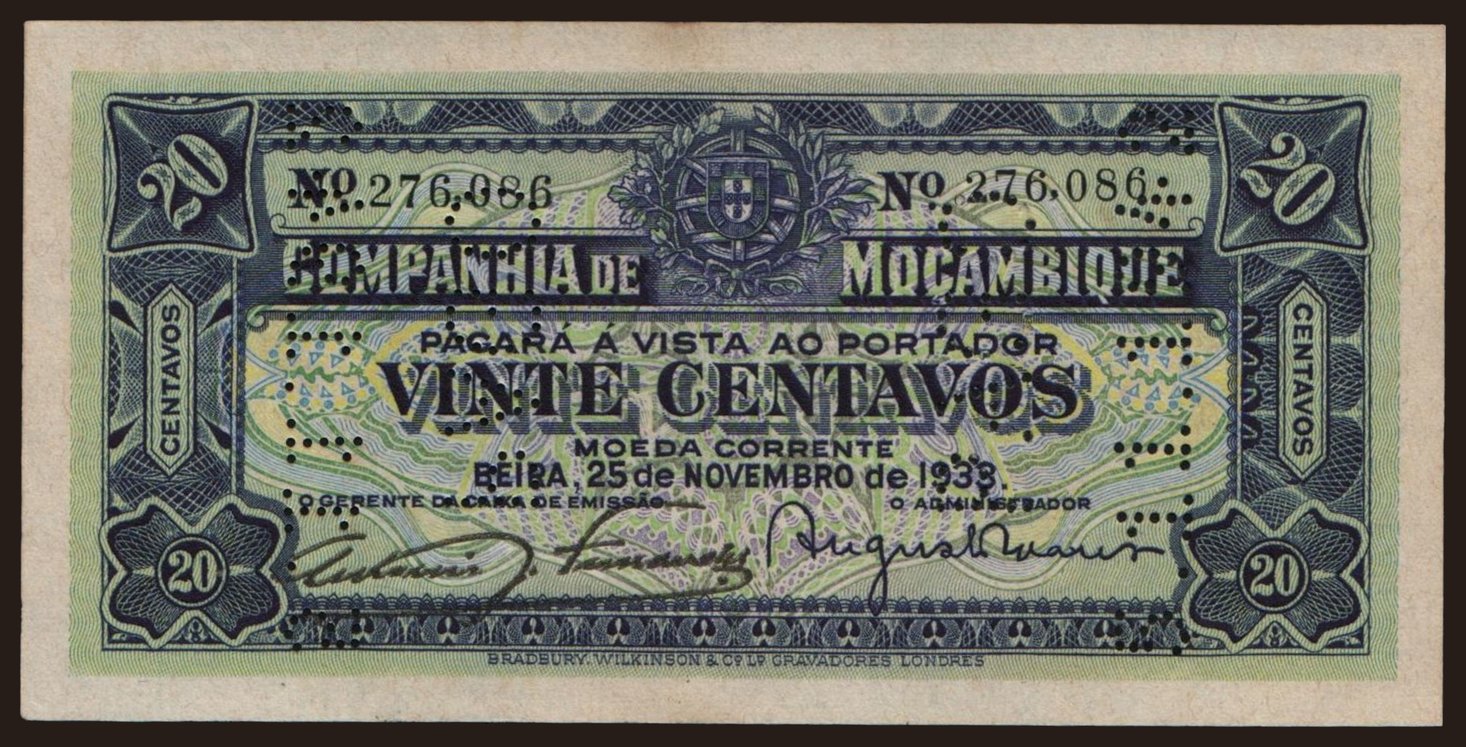 20
20
Nº 276,086
Nº 276,086
COMPANHIA DE MOÇAMBIQUE
CENTAVOS
CENTAVOS
PAGARÁ Á VISTA AO PORTADOR
VINTE CENTAVOS
MOEDA CORRENTE
BEIRA, 25 de NOVEMBRO de 1933.
O GERENTE DA CAIXA DE EMISSÃO
O ADMINISTRADOR
20
20
BRADBURY, WILKINSON & Cº Lᴰ GRAVADORES LONDRES